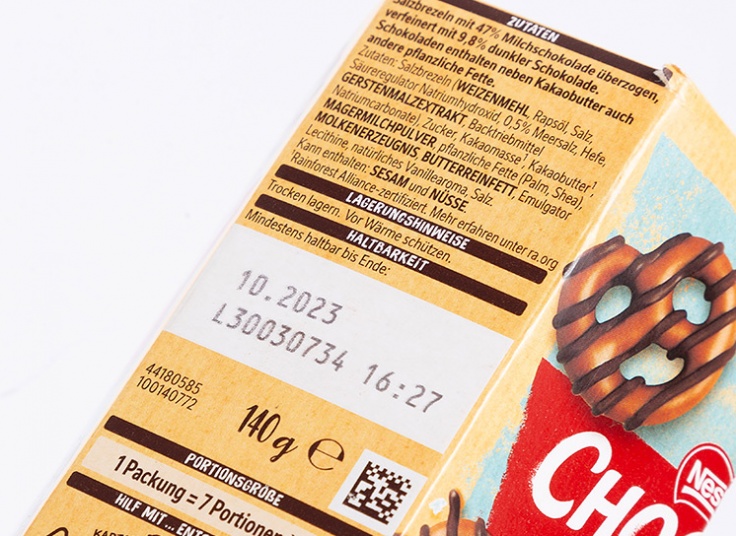 ZUTATEN
Salzbrezeln mit 47% Milchschokolade überzogen,
verfeinert mit 9,8% dunkler Schokolade.
Schokoladen enthalten neben Kakaobutter auch
andere pflanzliche Fette.
Zutaten: Salzbrezeln (WEIZENMEHL, Rapsöl, Salz,
Säureregulator Natriumhydroxid, 0,5% Meersalz, Hefe,
GERSTENMALZEXTRAKT, Backtriebmittel
Natriumcarbonate), Zucker, Kakaomasse¹, Kakaobutter¹,
MAGERMILCHPULVER, pflanzliche Fette (Palm, Shea),
MOLKENERZEUGNIS, BUTTERREINFETT, Emulgator
Lecithine, natürliches Vanillearoma, Salz.
Kann enthalten: SESAM und NÜSSE.
¹Rainforest Alliance-zertifiziert. Mehr erfahren unter ra.org
LAGERUNGSHINWEISE
Trocken lagern. Vor Wärme schützen.
HALTBARKEIT
Mindestens haltbar bis Ende:
10.2023
L30030734 16:27
44180585
100140772
140g ℮
PORTIONSGRÖßE
1 Packung = 7 Portionen
HILF MIT...
CHO
Nes